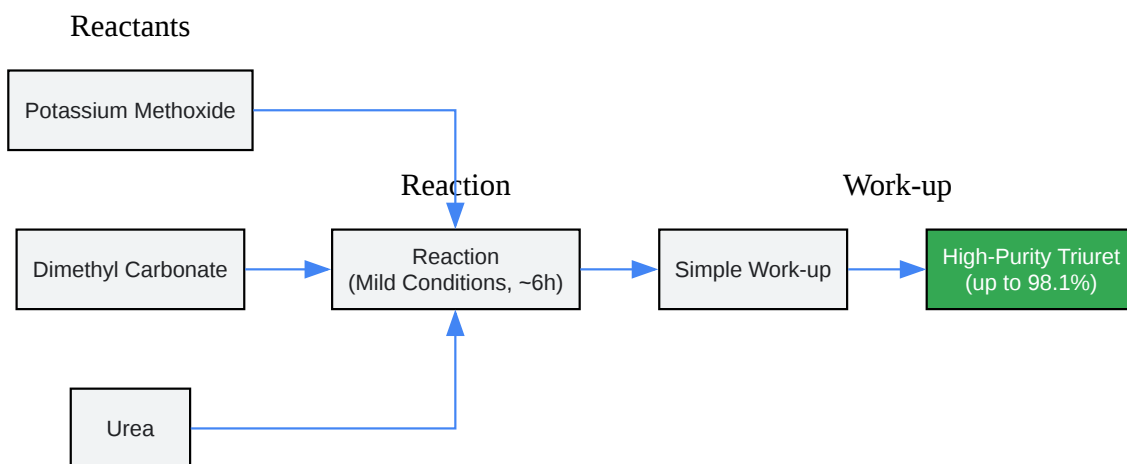 Reactants
Potassium Methoxide
Reaction
Work-up
Dimethyl Carbonate
Reaction
(Mild Conditions, ~6h)
Simple Work-up
High-Purity Triuret
(up to 98.1%)
Urea